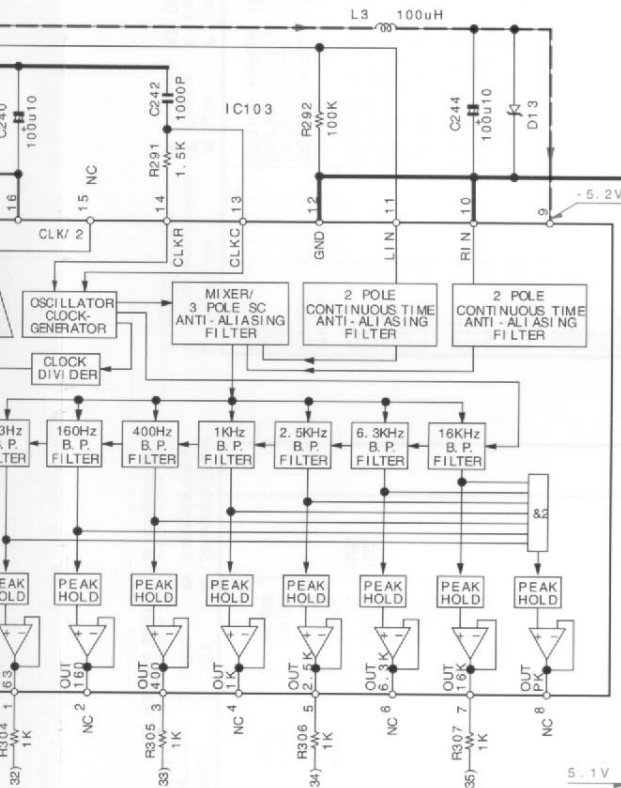 L3 100uH
C240
100u10
C242
1000P
IC103
R292
100K
C244
100u10
D13
R291
1.5K
NC
16
15
14
13
12
11
10
9
-5.2V
CLK/2
CLKR
CLKC
GND
LIN
RIN
OSCILLATOR
CLOCK-
GENERATOR
MIXER/
3 POLE SC
ANTI-ALIASING
FILTER
2 POLE
CONTINUOUS TIME
ANTI-ALIASING
FILTER
2 POLE
CONTINUOUS TIME
ANTI-ALIASING
FILTER
CLOCK
DIVIDER
3Hz
B.P.
LTER
160Hz
B.P.
FILTER
400Hz
B.P.
FILTER
1KHz
B.P.
FILTER
2.5KHz
B.P.
FILTER
6.3KHz
B.P.
FILTER
16KHz
B.P.
FILTER
&2
PEAK
HOLD
PEAK
HOLD
PEAK
HOLD
PEAK
HOLD
PEAK
HOLD
PEAK
HOLD
PEAK
HOLD
PEAK
HOLD
+ -
+ -
+ -
+ -
+ -
+ -
+ -
+ -
63
OUT
160
OUT
40
OUT
1K
OUT
2.5K
OUT
6.3K
OUT
16K
OUT
PK
1
2
3
4
5
6
7
8
R304
1K
NC
R305
1K
NC
R306
1K
NC
R307
1K
NC
32)
33)
34)
35)
5.1V